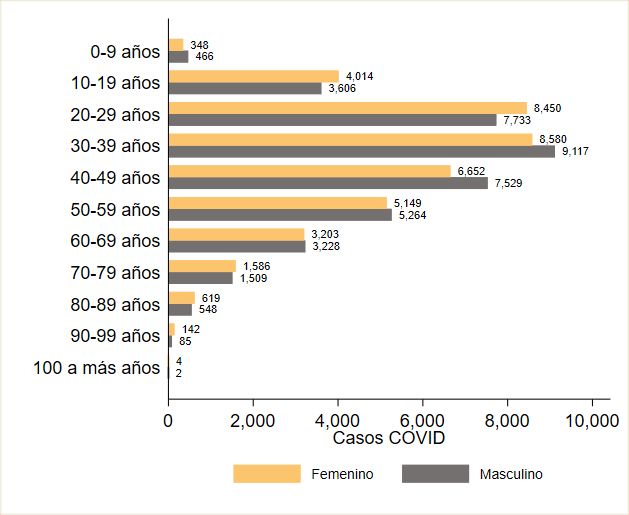 0-9 años
348
466
10-19 años
4,014
3,606
20-29 años
8,450
7,733
30-39 años
8,580
9,117
40-49 años
6,652
7,529
50-59 años
5,149
5,264
60-69 años
3,203
3,228
70-79 años
1,586
1,509
80-89 años
619
548
90-99 años
142
85
100 a más años
4
2
0 2,000 4,000 6,000 8,000 10,000
Casos COVID
Femenino Masculino